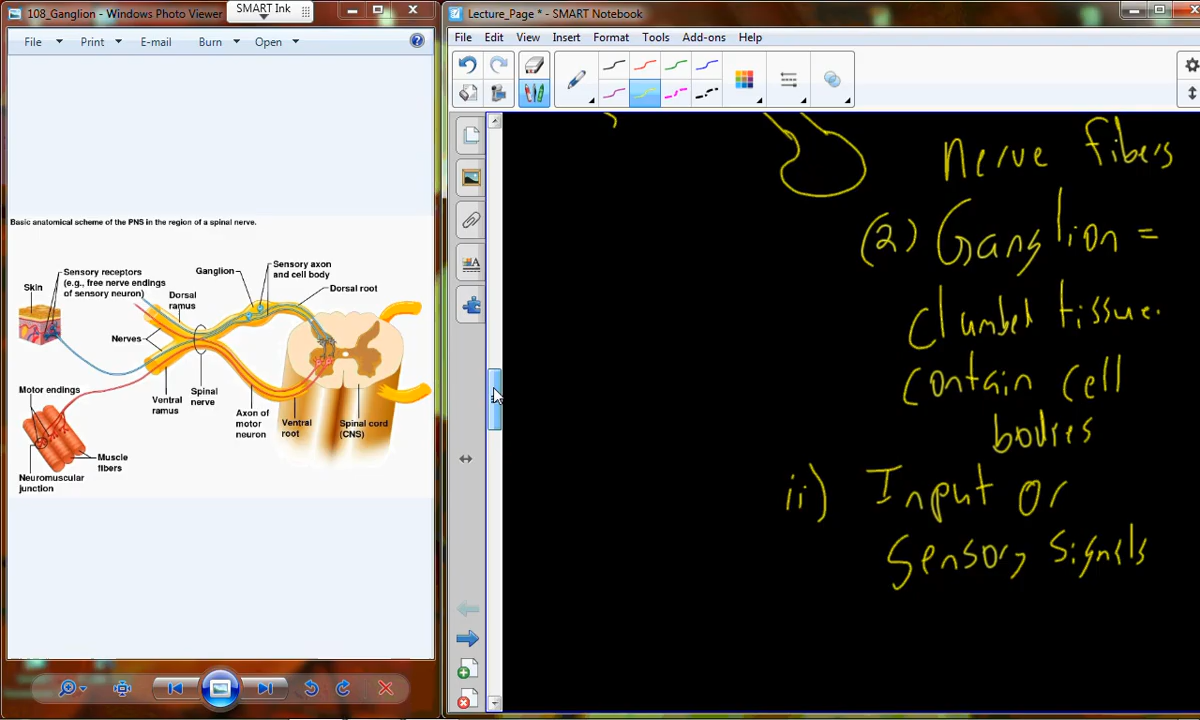 108_Ganglion - Windows Photo Viewer
SMART Ink
File Print E-mail Burn Open
Basic anatomical scheme of the PNS in the region of a spinal nerve.
Skin
Sensory receptors
(e.g., free nerve endings
of sensory neuron)
Dorsal
ramus
Ganglion
Sensory axon
and cell body
Dorsal root
Nerves
Motor endings
Ventral
ramus
Spinal
nerve
Axon of
motor
neuron
Ventral
root
Spinal cord
(CNS)
Muscle
fibers
Neuromuscular
junction
Lecture_Page * - SMART Notebook
File Edit View Insert Format Tools Add-ons Help
Nerve fibers
(2) Ganglion =
Clumbed tissue.
Contain cell
bodies
ii) Input or
Sensory signals